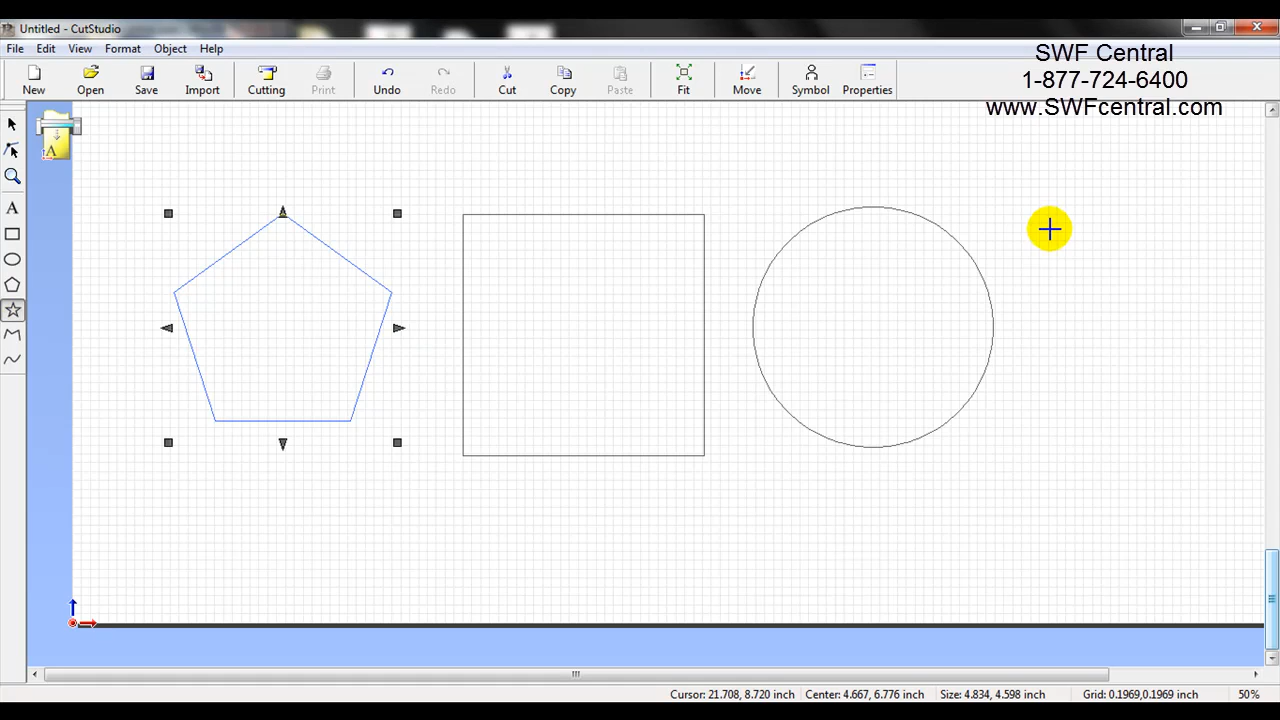 Untitled - CutStudio
File Edit View Format Object Help
SWF Central
1-877-724-6400
www.SWFcentral.com
New Open Save Import Cutting Print Undo Redo Cut Copy Paste Fit Move Symbol Properties
A
A
Cursor: 21.708, 8.720 inch Center: 4.667, 6.776 inch Size: 4.834, 4.598 inch Grid: 0.1969,0.1969 inch 50%